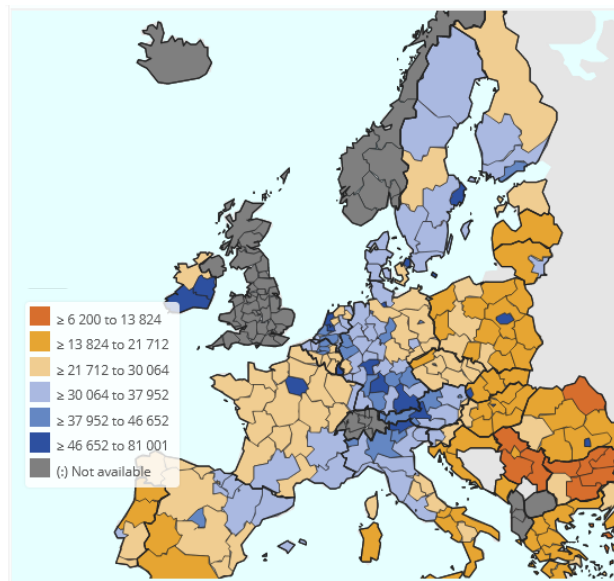 ≥ 6 200 to 13 824
≥ 13 824 to 21 712
≥ 21 712 to 30 064
≥ 30 064 to 37 952
≥ 37 952 to 46 652
≥ 46 652 to 81 001
(:) Not available